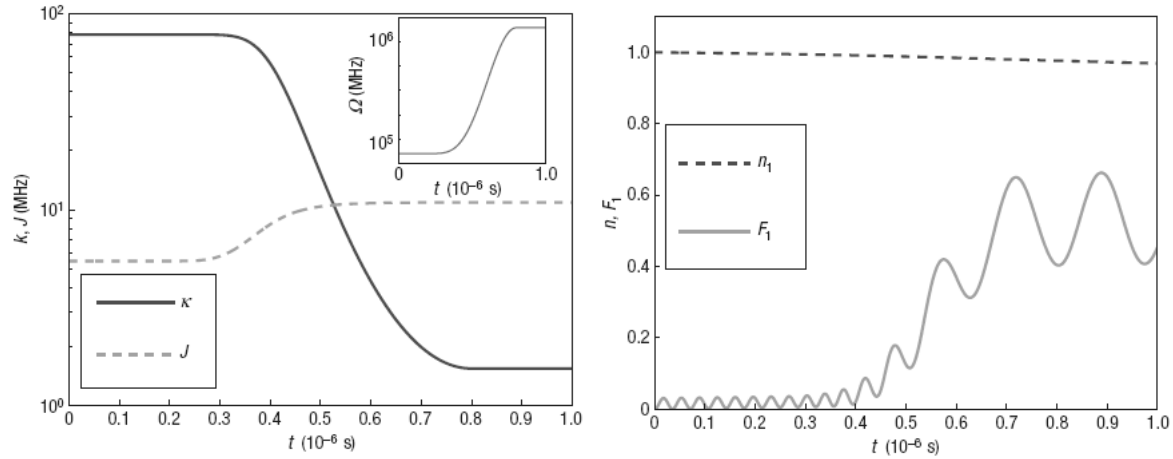 10²
10¹
10⁰
k, J (MHz)
κ
J
0 0.1 0.2 0.3 0.4 0.5 0.6 0.7 0.8 0.9 1.0
t (10⁻⁶ s)
10⁶
10⁵
Ω (MHz)
0 1.0
t (10⁻⁶ s)
1.0
0.8
0.6
0.4
0.2
0
n, F₁
n₁
F₁
0 0.1 0.2 0.3 0.4 0.5 0.6 0.7 0.8 0.9 1.0
t (10⁻⁶ s)